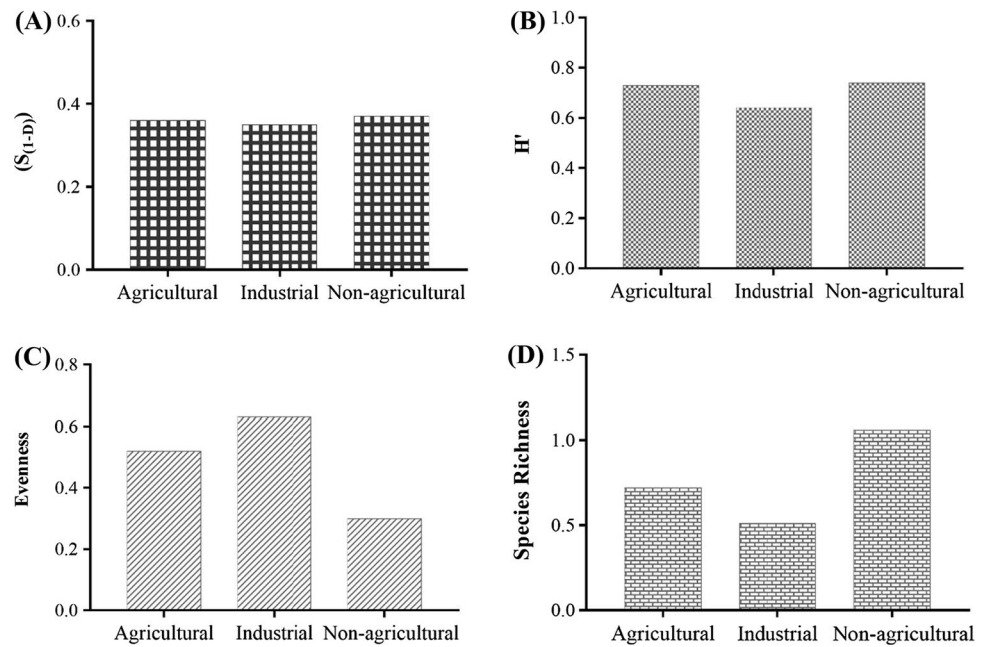 (A)
0.6
0.4
0.2
0.0
(S(1-D))
Agricultural Industrial Non-agricultural
(B)
1.0
0.8
0.6
0.4
0.2
0.0
H'
Agricultural Industrial Non-agricultural
(C)
0.8
0.6
0.4
0.2
0.0
Evenness
Agricultural Industrial Non-agricultural
(D)
1.5
1.0
0.5
0.0
Species Richness
Agricultural Industrial Non-agricultural